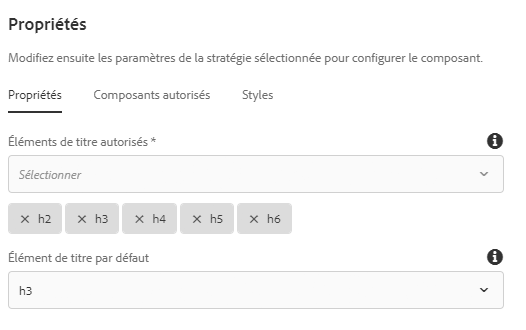 Propriétés
Modifiez ensuite les paramètres de la stratégie sélectionnée pour configurer le composant.
Propriétés Composants autorisés Styles
Éléments de titre autorisés *
Sélectionner
× h2 × h3 × h4 × h5 × h6
Élément de titre par défaut
h3